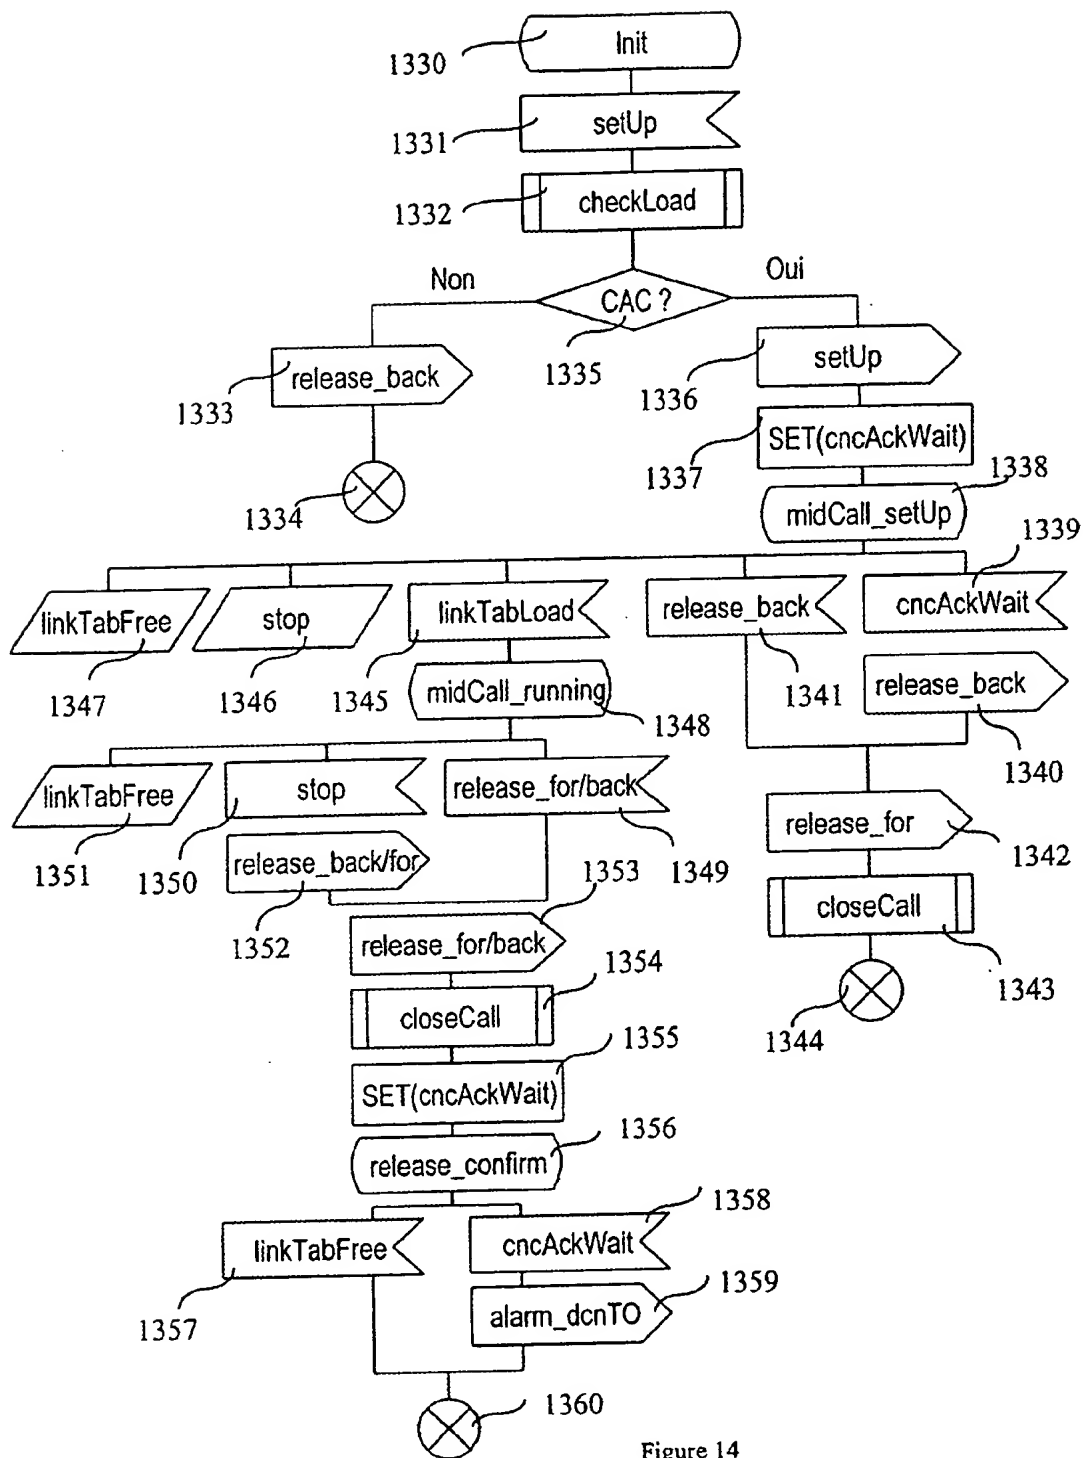 Init
1330
setUp
1331
checkLoad
1332
Non
Oui
CAC ?
1335
release_back
1333
1334
setUp
1336
SET(cncAckWait)
1337
1338
midCall_setUp
1339
linkTabFree
stop
linkTabLoad
release_back
cncAckWait
1347
1346
1345
midCall_running
1348
1341
release_back
1340
linkTabFree
stop
release_for/back
1351
1350
release_back/for
1353
1349
1352
release_for
1342
release_for/back
1354
closeCall
1343
1344
closeCall
1355
SET(cncAckWait)
1356
release_confirm
1358
linkTabFree
cncAckWait
1357
1359
alarm_dcnTO
1360
Figure 14